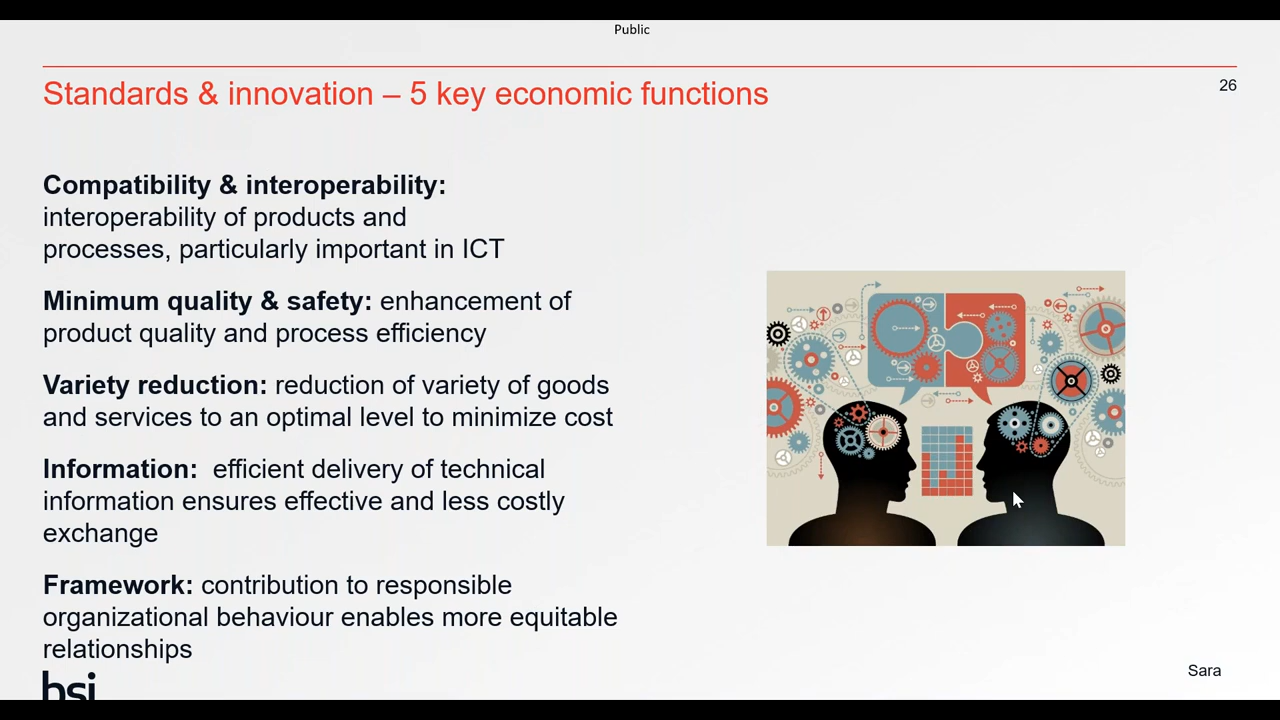 Public
Standards & innovation – 5 key economic functions
26
Compatibility & interoperability:
interoperability of products and
processes, particularly important in ICT
Minimum quality & safety: enhancement of
product quality and process efficiency
Variety reduction: reduction of variety of goods
and services to an optimal level to minimize cost
Information:  efficient delivery of technical
information ensures effective and less costly
exchange
Framework: contribution to responsible
organizational behaviour enables more equitable
relationships
bsi
Sara